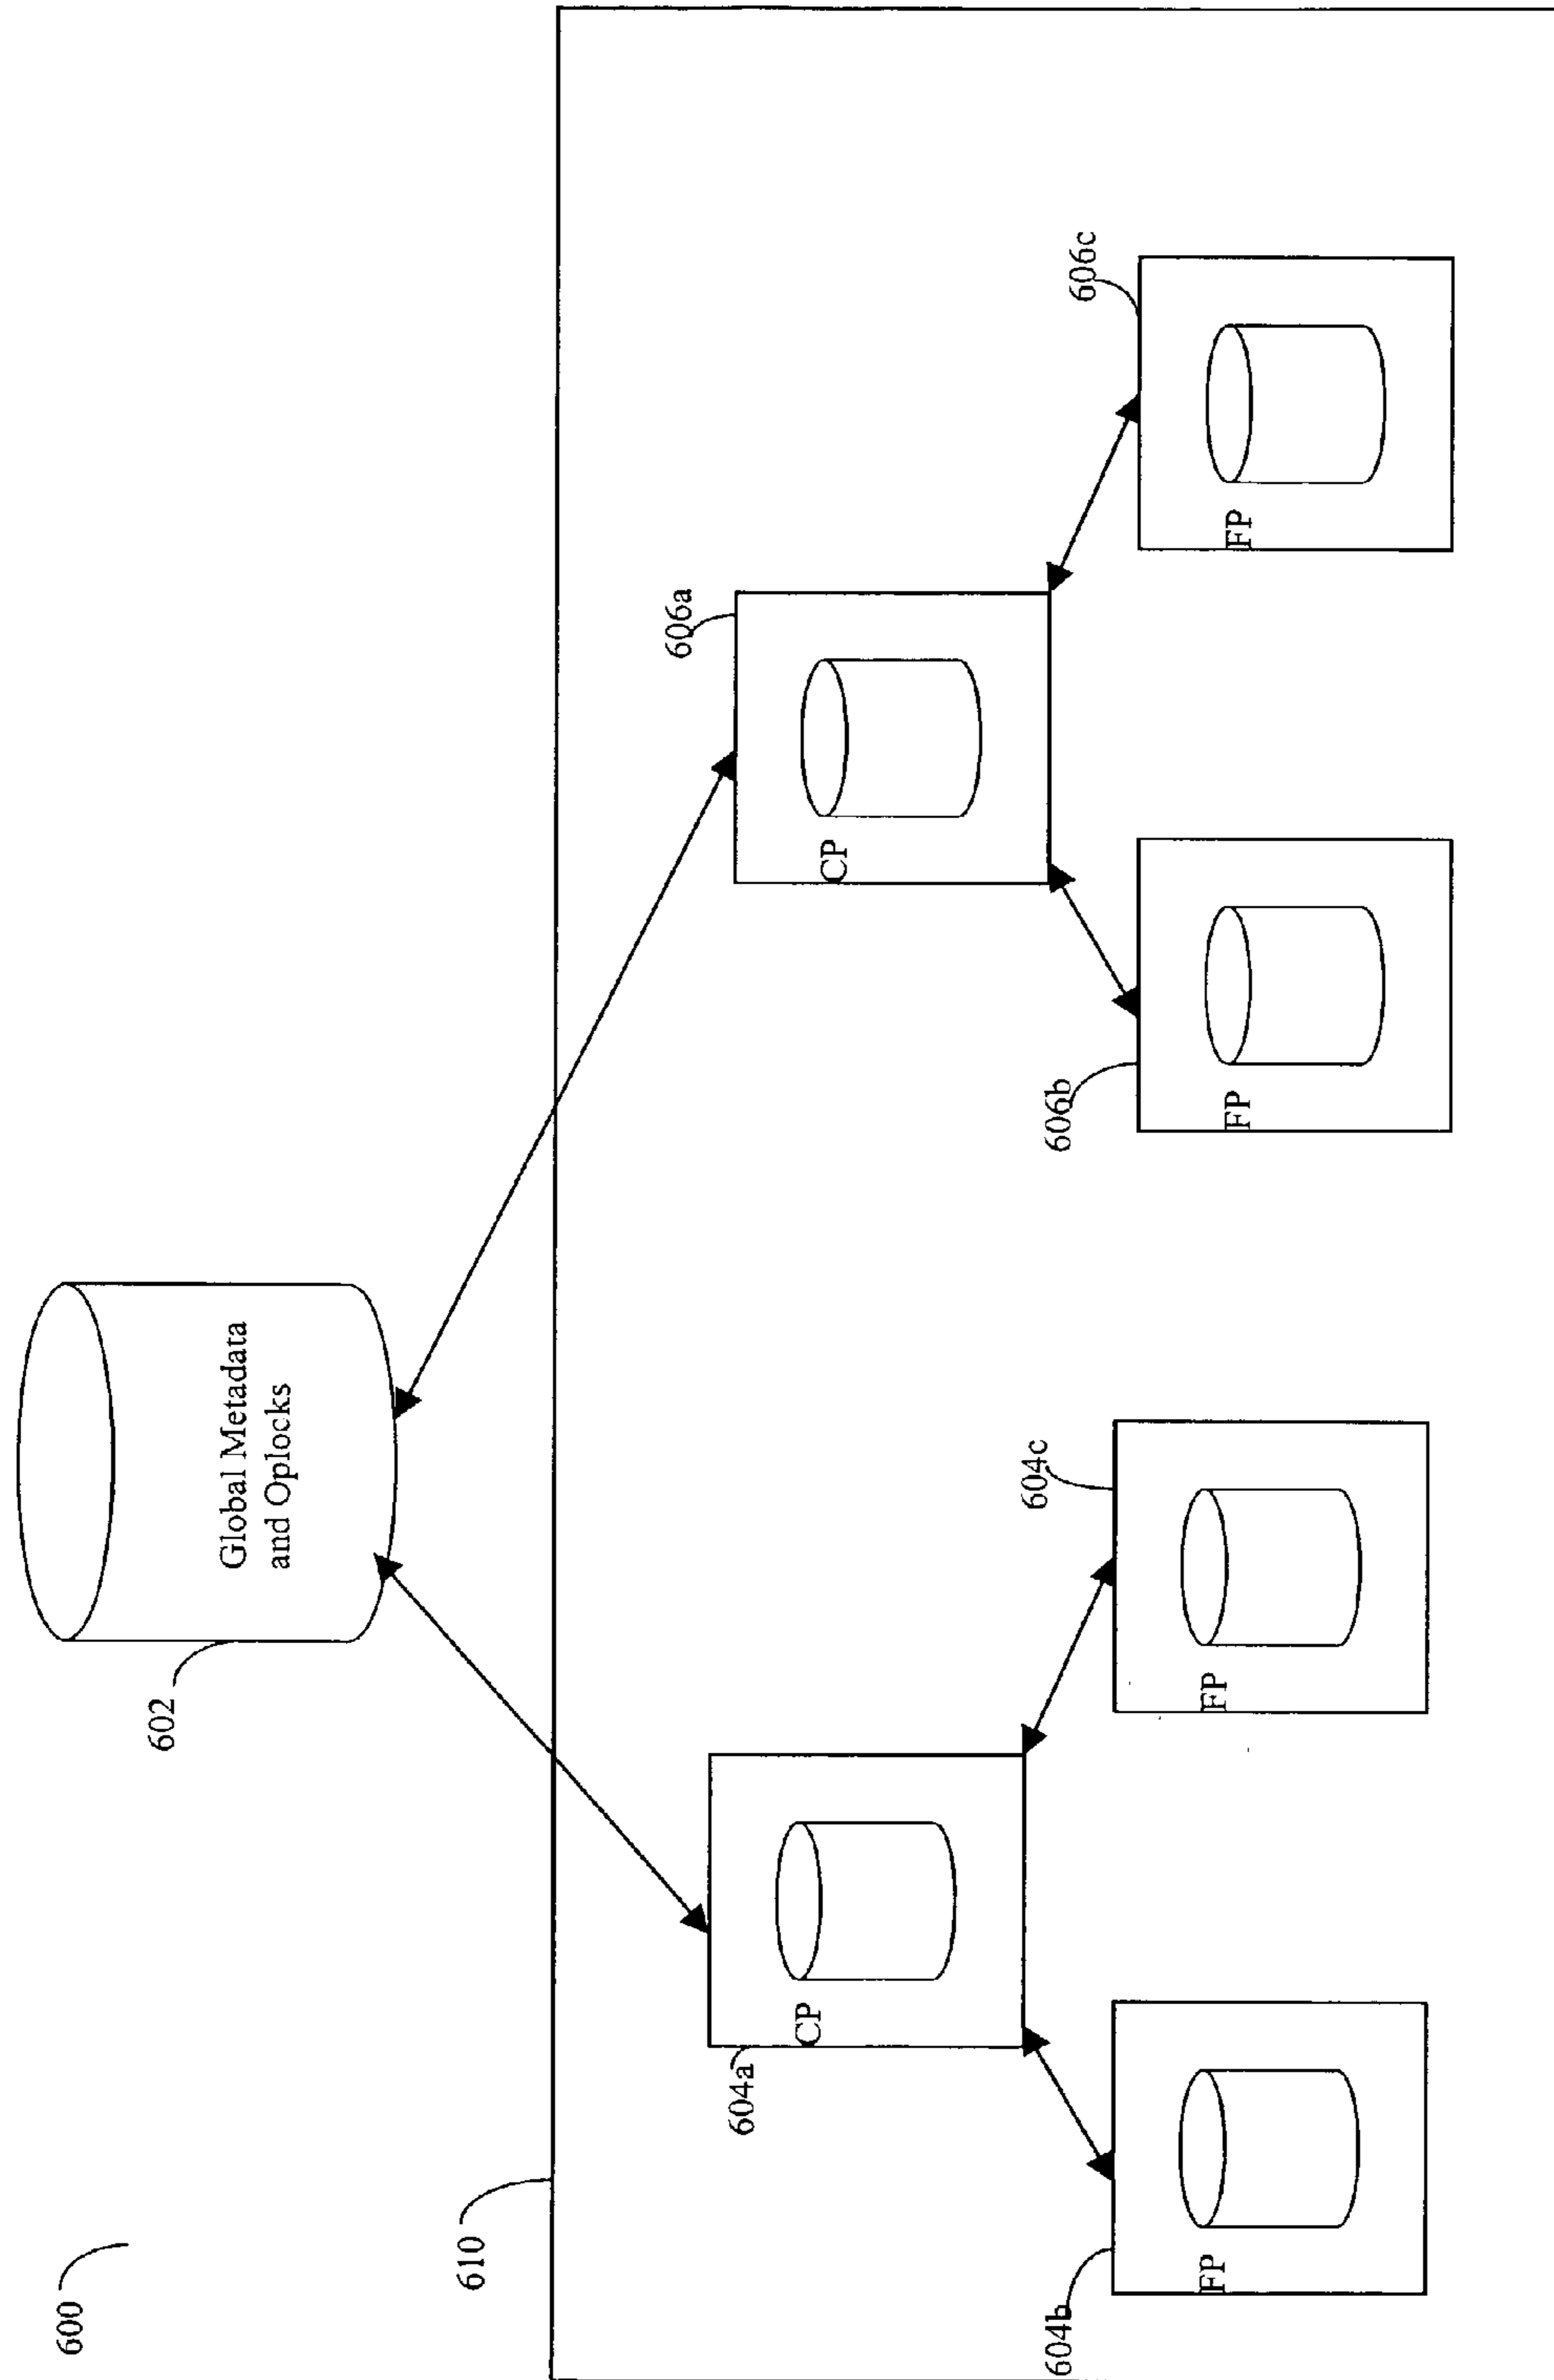 600
602
Global Metadata
and Oplocks
610
604a
CP
606a
CP
604b
FP
604c
FP
606b
FP
606c
FP